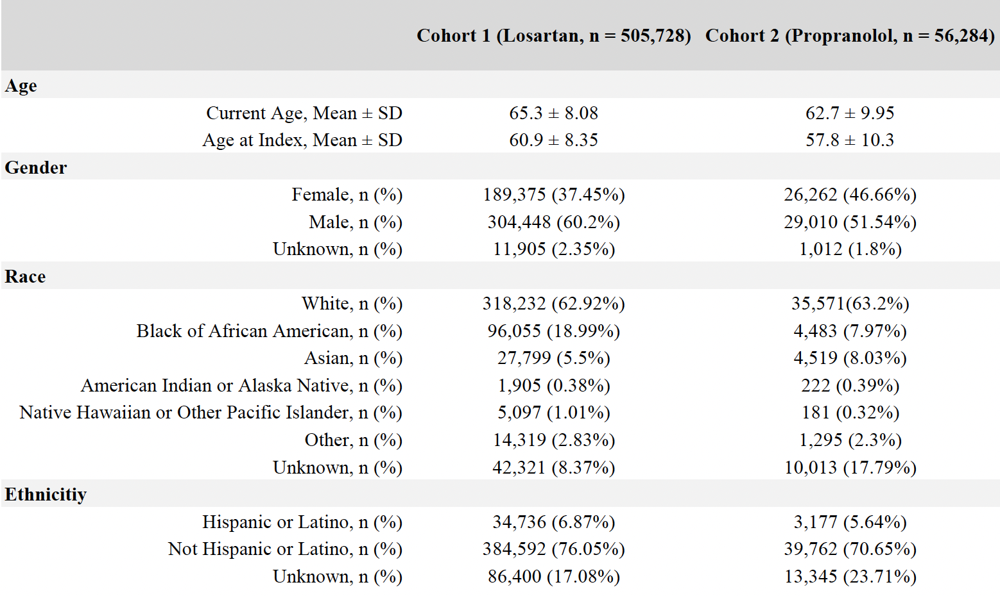 Cohort 1 (Losartan, n = 505,728) Cohort 2 (Propranolol, n = 56,284)
Age
Current Age, Mean ± SD 65.3 ± 8.08 62.7 ± 9.95
Age at Index, Mean ± SD 60.9 ± 8.35 57.8 ± 10.3
Gender
Female, n (%) 189,375 (37.45%) 26,262 (46.66%)
Male, n (%) 304,448 (60.2%) 29,010 (51.54%)
Unknown, n (%) 11,905 (2.35%) 1,012 (1.8%)
Race
White, n (%) 318,232 (62.92%) 35,571(63.2%)
Black of African American, n (%) 96,055 (18.99%) 4,483 (7.97%)
Asian, n (%) 27,799 (5.5%) 4,519 (8.03%)
American Indian or Alaska Native, n (%) 1,905 (0.38%) 222 (0.39%)
Native Hawaiian or Other Pacific Islander, n (%) 5,097 (1.01%) 181 (0.32%)
Other, n (%) 14,319 (2.83%) 1,295 (2.3%)
Unknown, n (%) 42,321 (8.37%) 10,013 (17.79%)
Ethnicitiy
Hispanic or Latino, n (%) 34,736 (6.87%) 3,177 (5.64%)
Not Hispanic or Latino, n (%) 384,592 (76.05%) 39,762 (70.65%)
Unknown, n (%) 86,400 (17.08%) 13,345 (23.71%)